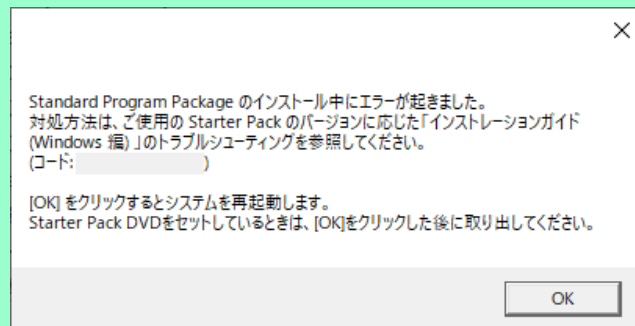 Standard Program Package のインストール中にエラーが起きました。
対処方法は、ご使用の Starter Pack のバージョンに応じた「インストレーションガイド
(Windows 編) 」のトラブルシューティングを参照してください。
(コード: )
[OK] をクリックするとシステムを再起動します。
Starter Pack DVDをセットしているときは、[OK]をクリックした後に取り出してください。
OK